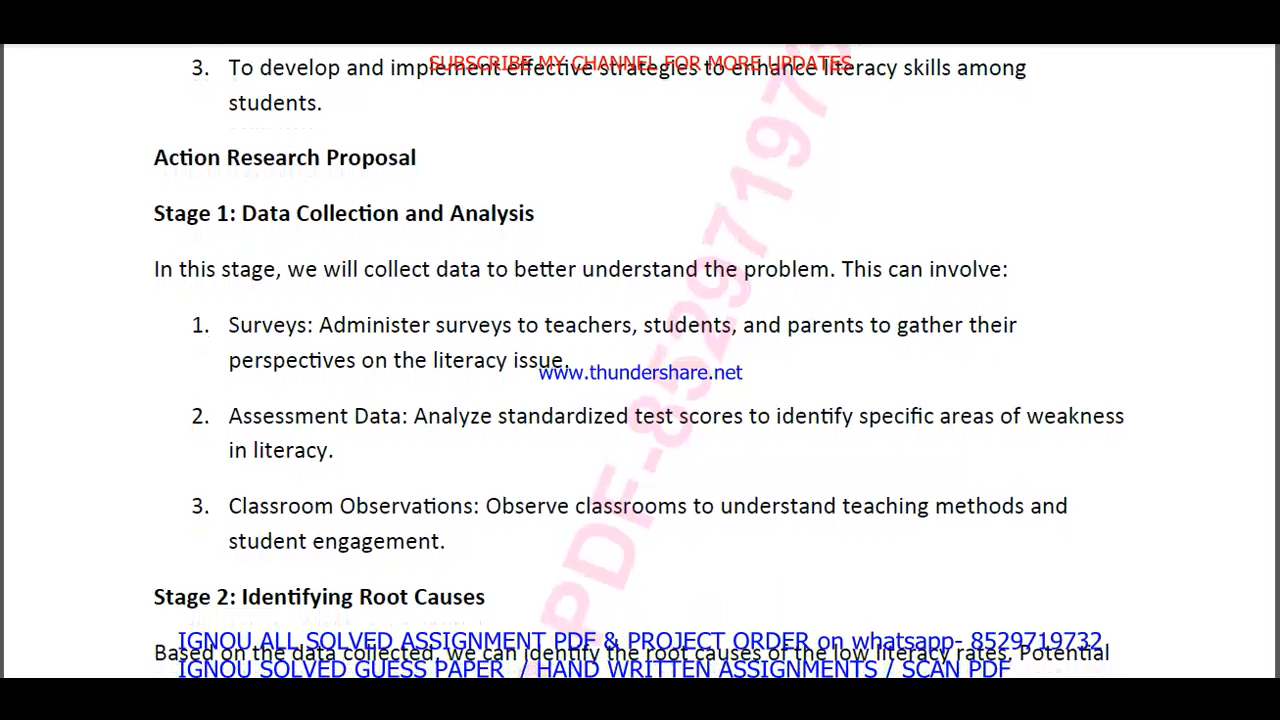 SUBSCRIBE MY CHANNEL FOR MORE UPDATES
3. To develop and implement effective strategies to enhance literacy skills among
students.
Action Research Proposal
Stage 1: Data Collection and Analysis
In this stage, we will collect data to better understand the problem. This can involve:
1. Surveys: Administer surveys to teachers, students, and parents to gather their
perspectives on the literacy issue.
www.thundershare.net
2. Assessment Data: Analyze standardized test scores to identify specific areas of weakness
in literacy.
3. Classroom Observations: Observe classrooms to understand teaching methods and
student engagement.
Stage 2: Identifying Root Causes
IGNOU ALL SOLVED ASSIGNMENT PDF & PROJECT ORDER on whatsapp- 8529719732
Based on the data collected, we can identify the root causes of the low literacy rates. Potential
IGNOU SOLVED GUESS PAPER / HAND WRITTEN ASSIGNMENTS / SCAN PDF
PDF-85297197